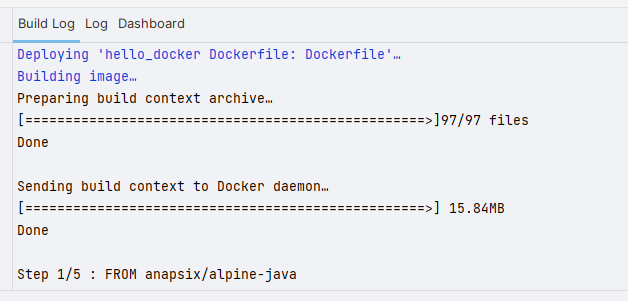 Build Log Log Dashboard
Deploying 'hello_docker Dockerfile: Dockerfile'…
Building image…
Preparing build context archive…
[==================================================>]97/97 files
Done
Sending build context to Docker daemon…
[==================================================>] 15.84MB
Done
Step 1/5 : FROM anapsix/alpine-java